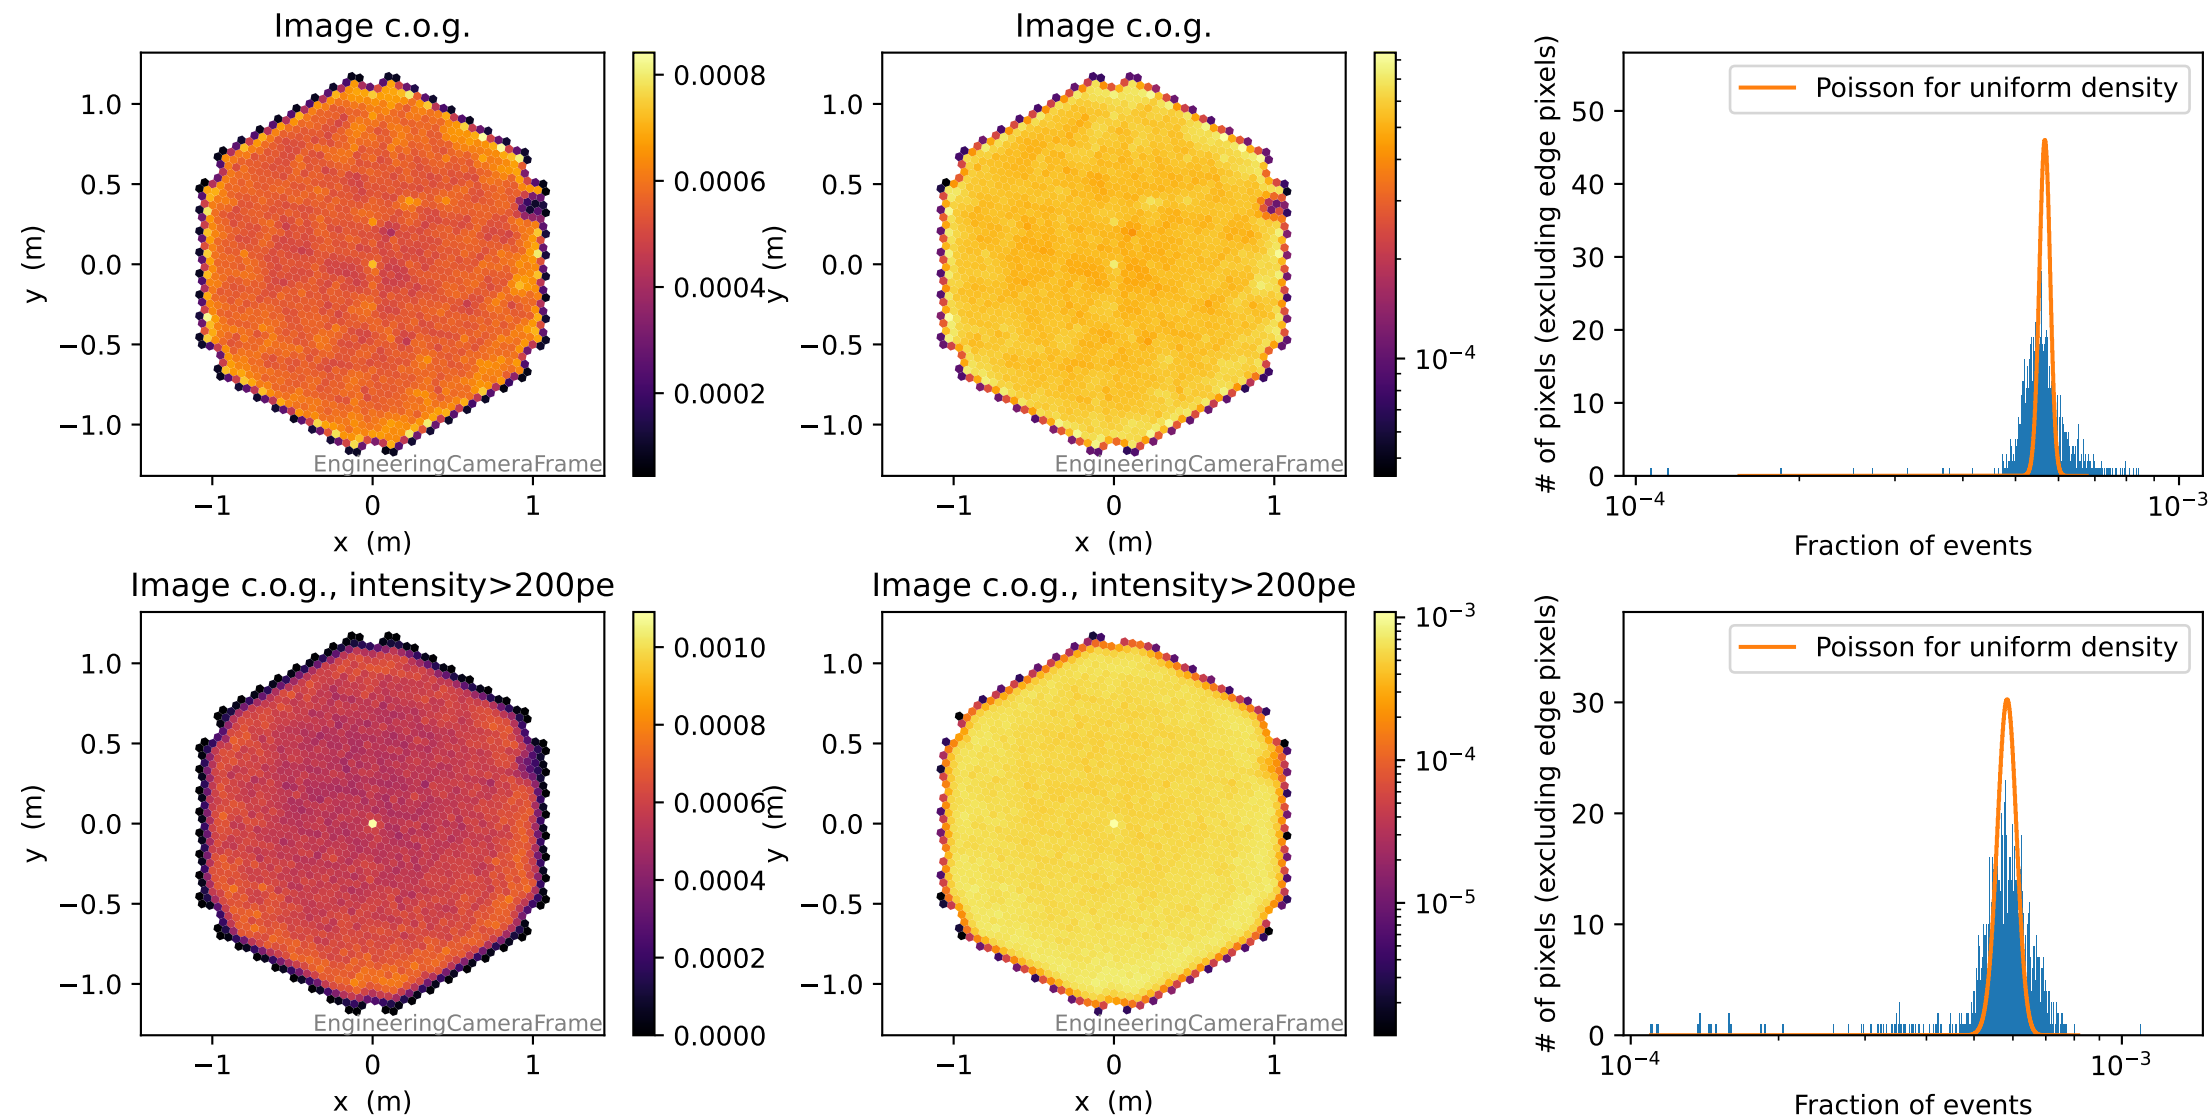 Image c.o.g.
1.0
0.5
0.0
−0.5
−1.0
y (m)
−1
0
1
x (m)
EngineeringCameraFrame
0.0008
0.0006
0.0004
0.0002
Image c.o.g.
1.0
0.5
0.0
−0.5
−1.0
y (m)
−1
0
1
x (m)
EngineeringCameraFrame
10⁻⁴
# of pixels (excluding edge pixels)
50
40
30
20
10
0
Poisson for uniform density
10⁻⁴
10⁻³
Fraction of events
Image c.o.g., intensity>200pe
1.0
0.5
0.0
−0.5
−1.0
y (m)
−1
0
1
x (m)
EngineeringCameraFrame
0.0010
0.0008
0.0006
0.0004
0.0002
0.0000
Image c.o.g., intensity>200pe
1.0
0.5
0.0
−0.5
−1.0
y (m)
−1
0
1
x (m)
EngineeringCameraFrame
10⁻³
10⁻⁴
10⁻⁵
# of pixels (excluding edge pixels)
30
20
10
0
Poisson for uniform density
10⁻⁴
10⁻³
Fraction of events